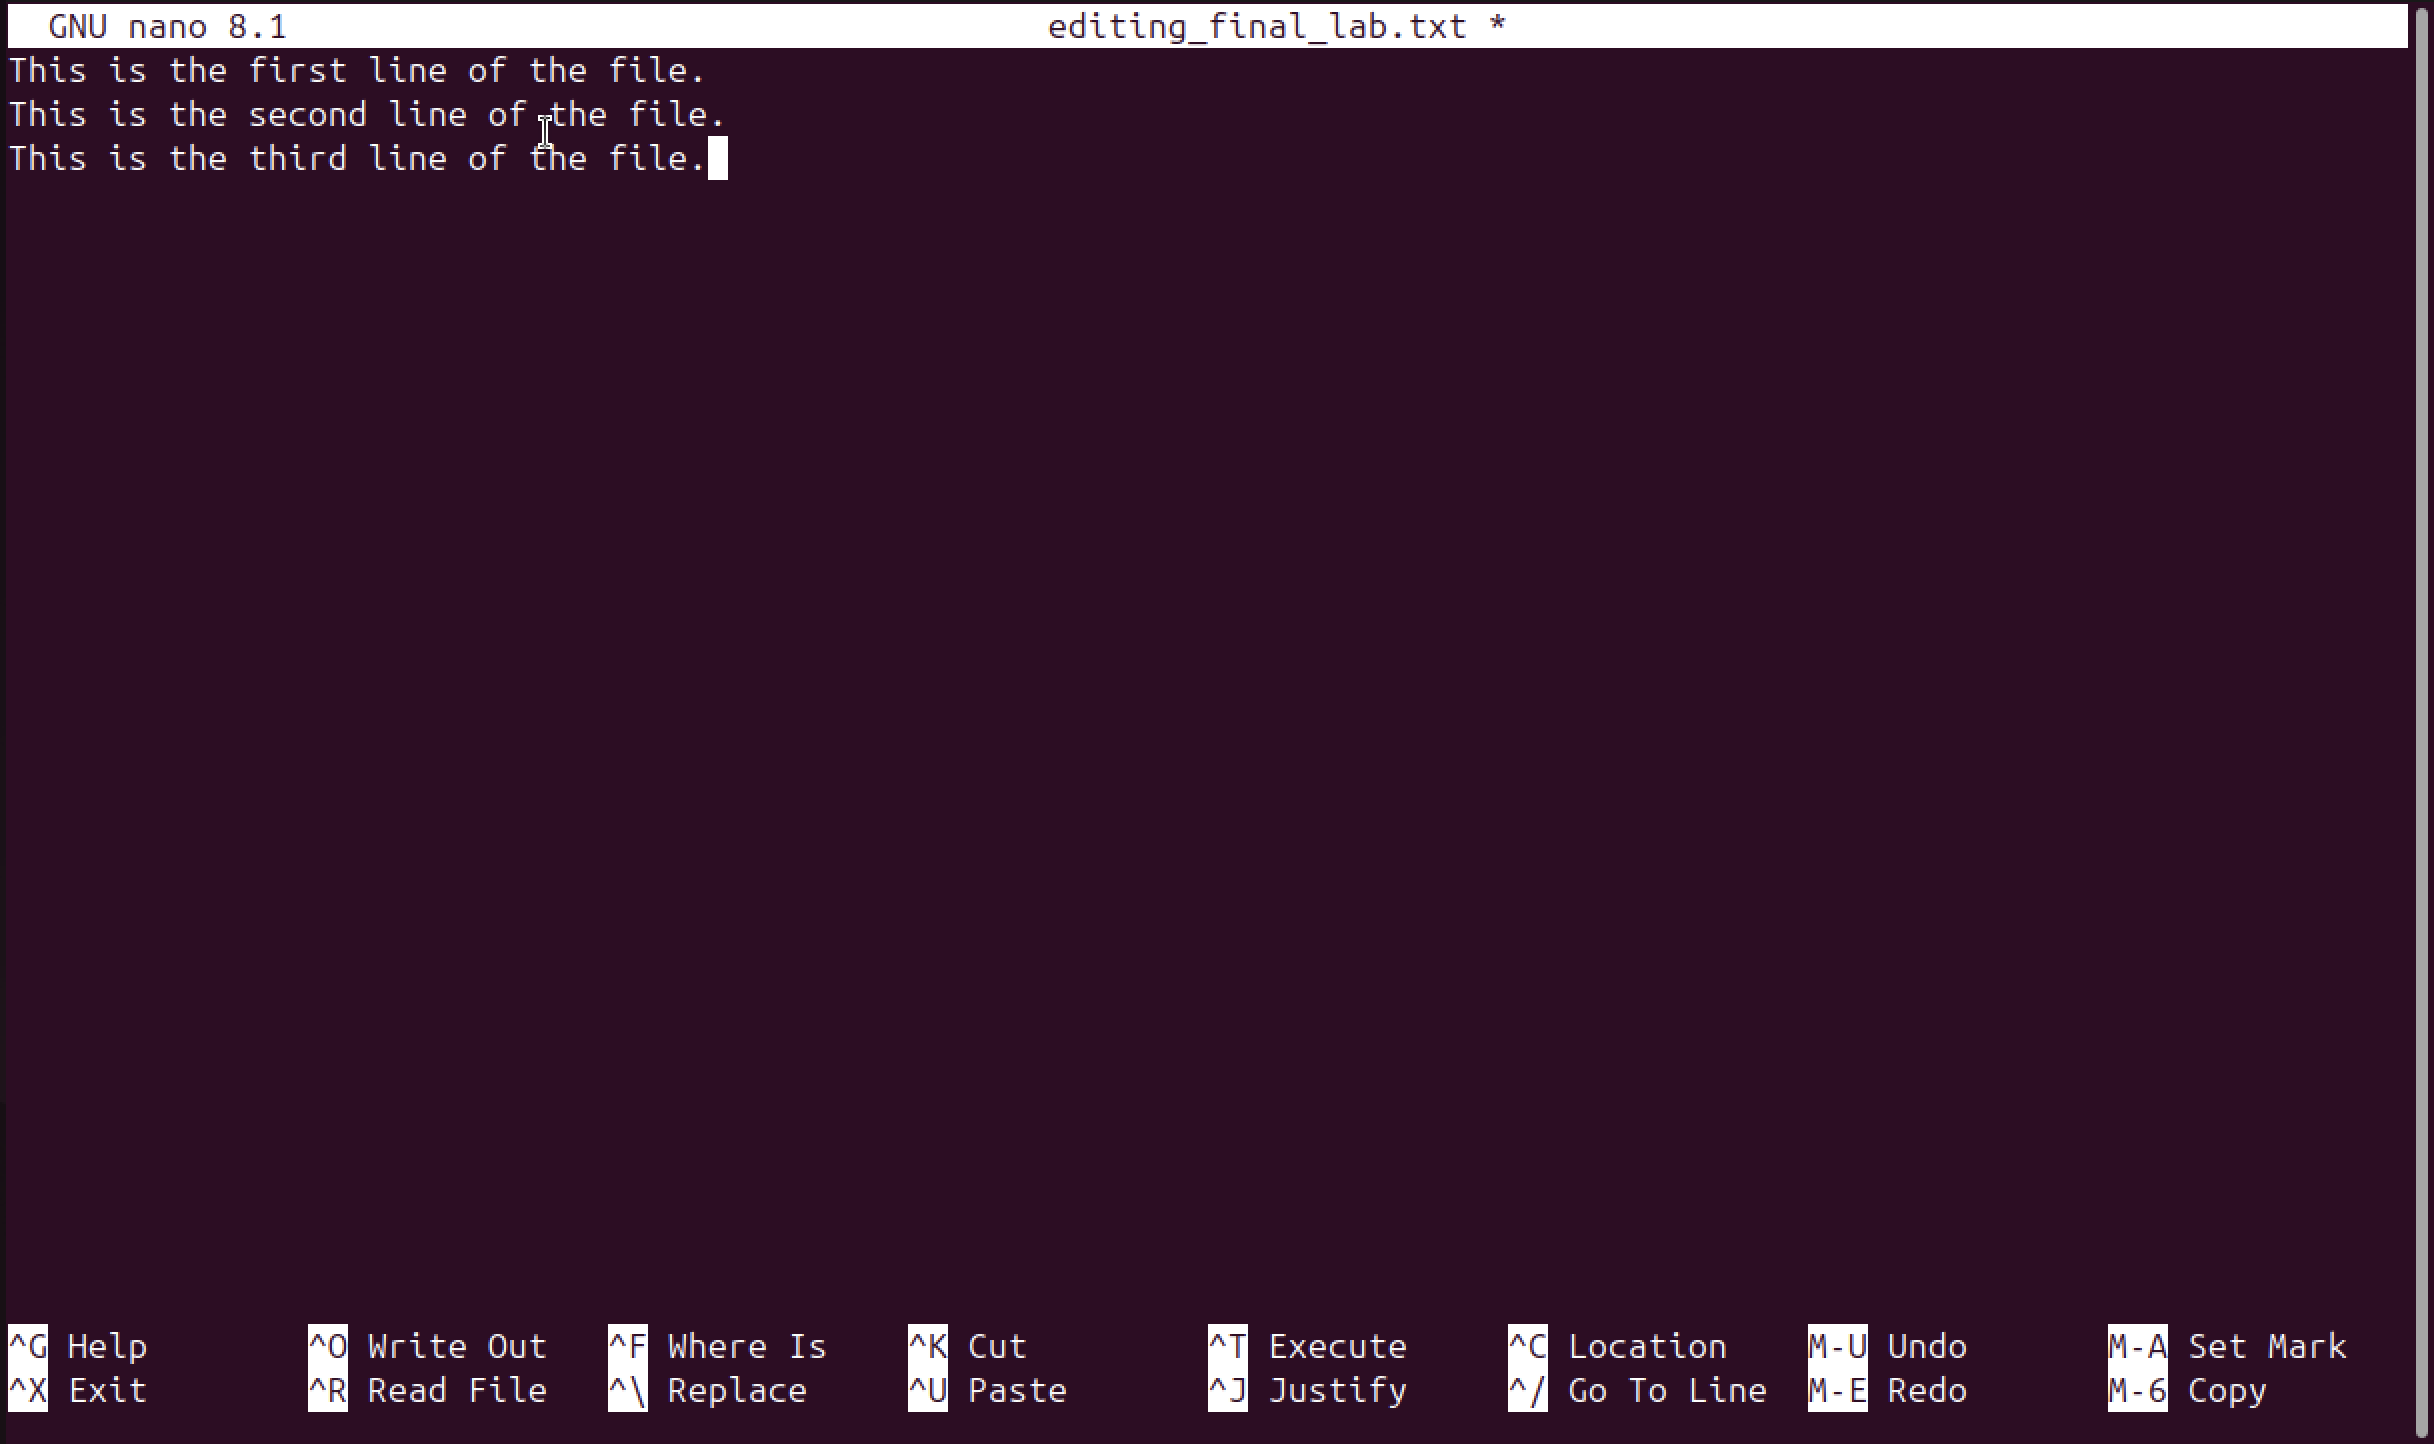 GNU nano 8.1 editing_final_lab.txt *
This is the first line of the file.
This is the second line of the file.
This is the third line of the file.
^G Help ^O Write Out ^F Where Is ^K Cut ^T Execute ^C Location M-U Undo M-A Set Mark
^X Exit ^R Read File ^\ Replace ^U Paste ^J Justify ^/ Go To Line M-E Redo M-6 Copy